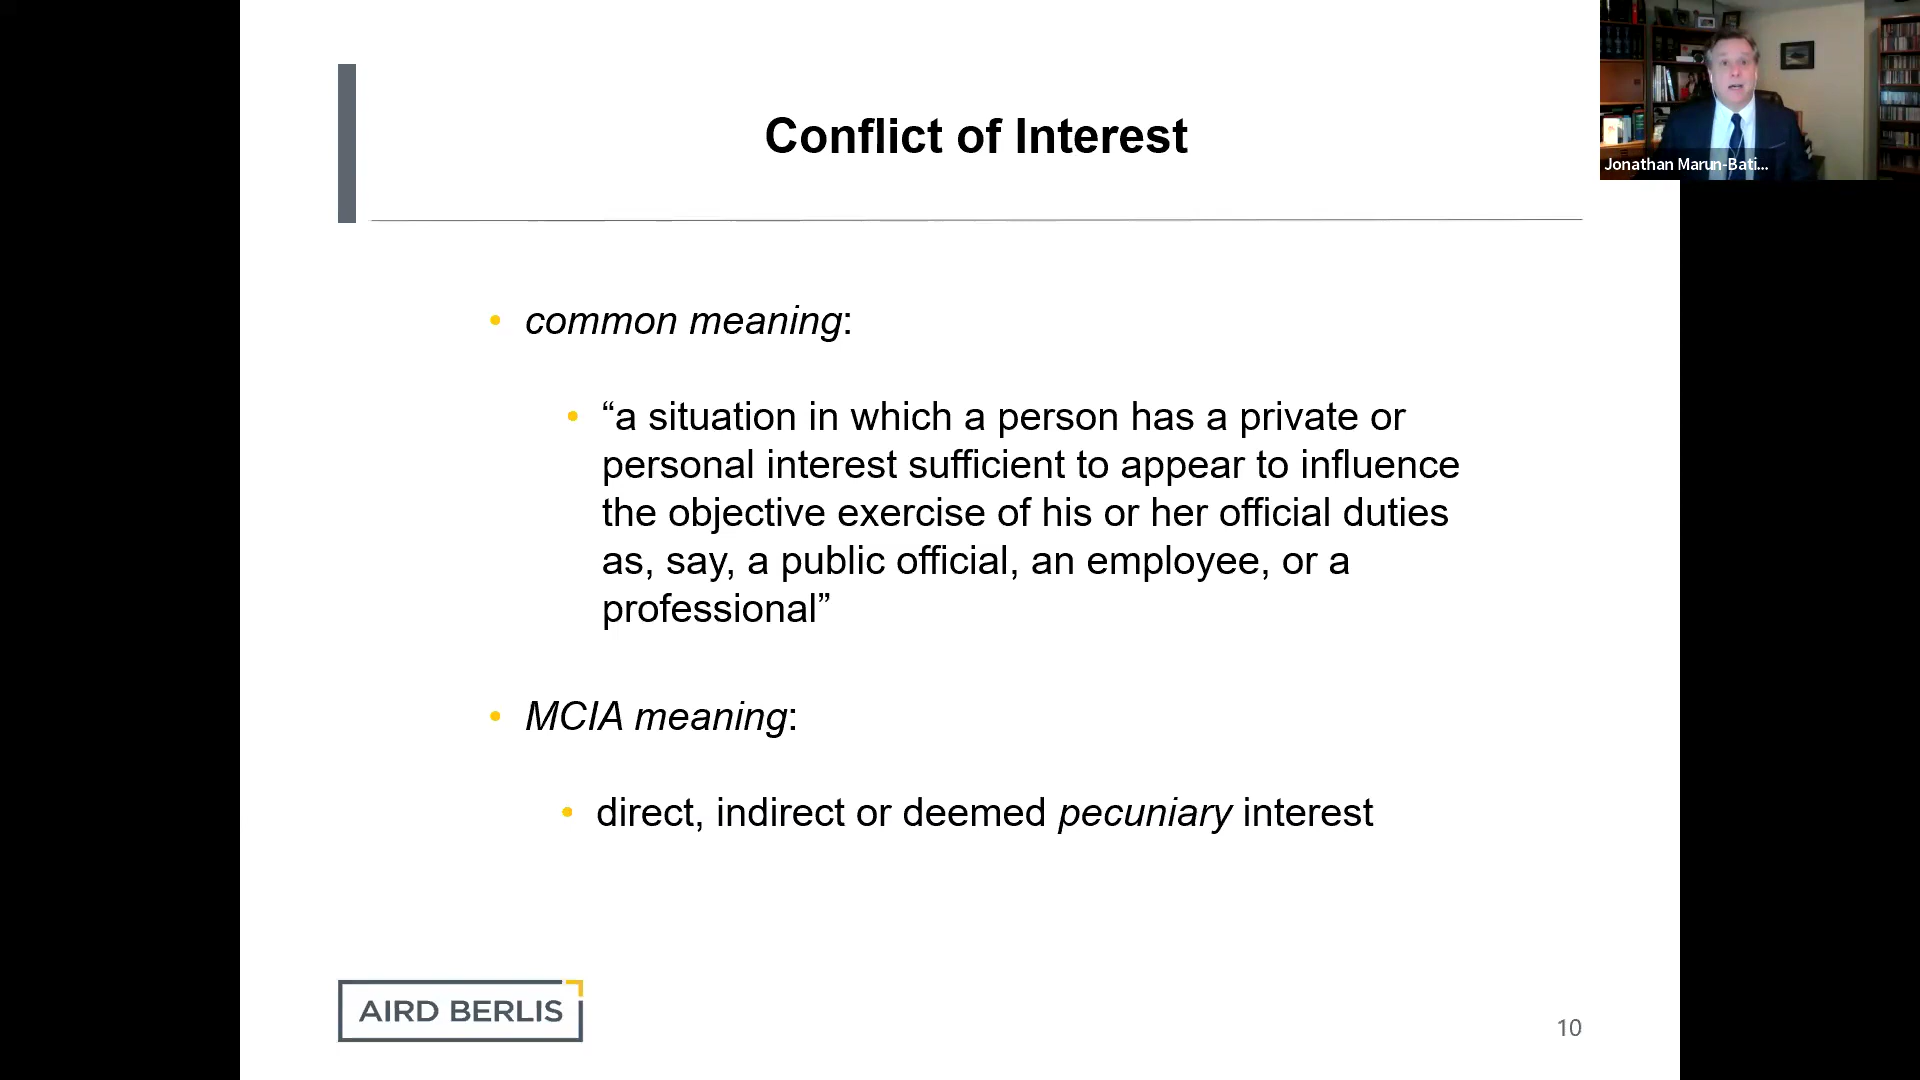 Conflict of Interest
Jonathan Marun-Bati...
• common meaning:
• “a situation in which a person has a private or
personal interest sufficient to appear to influence
the objective exercise of his or her official duties
as, say, a public official, an employee, or a
professional”
• MCIA meaning:
• direct, indirect or deemed pecuniary interest
AIRD BERLIS
10